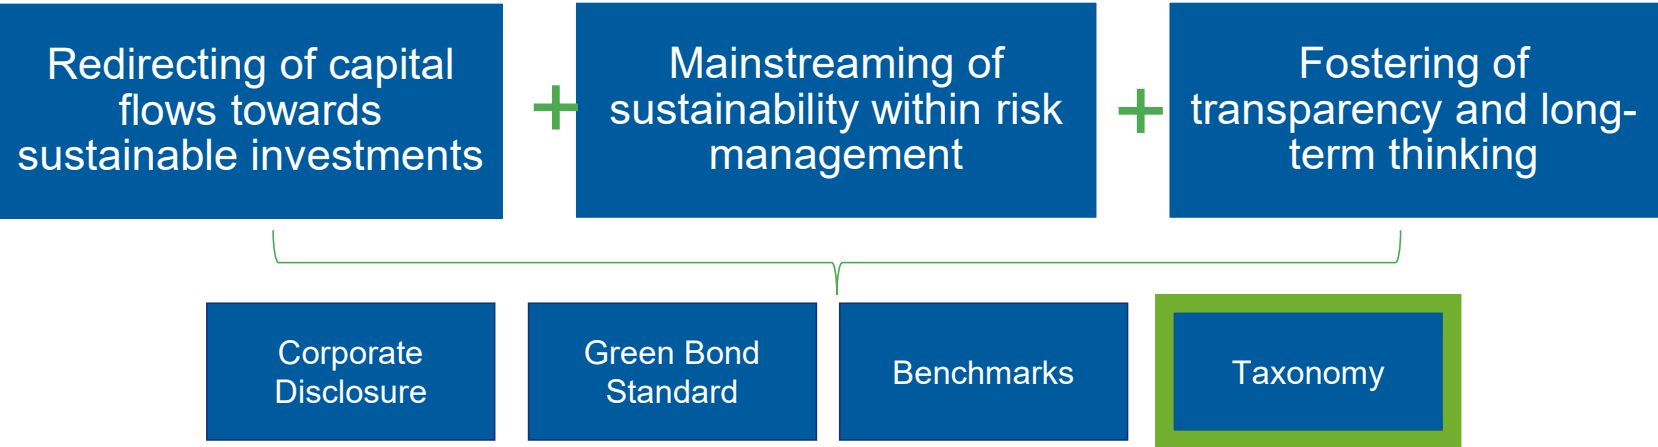 Redirecting of capital
flows towards
sustainable investments
+
Mainstreaming of
sustainability within risk
management
+
Fostering of
transparency and long-
term thinking
Corporate
Disclosure
Green Bond
Standard
Benchmarks
Taxonomy